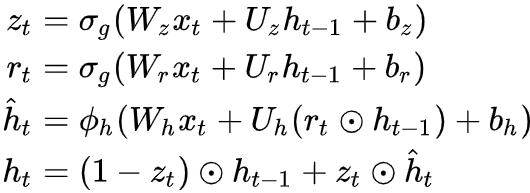 z_t = σ_g(W_z x_t + U_z h_{t−1} + b_z)
r_t = σ_g(W_r x_t + U_r h_{t−1} + b_r)
ĥ_t = ϕ_h(W_h x_t + U_h(r_t ⊙ h_{t−1}) + b_h)
h_t = (1 − z_t) ⊙ h_{t−1} + z_t ⊙ ĥ_t